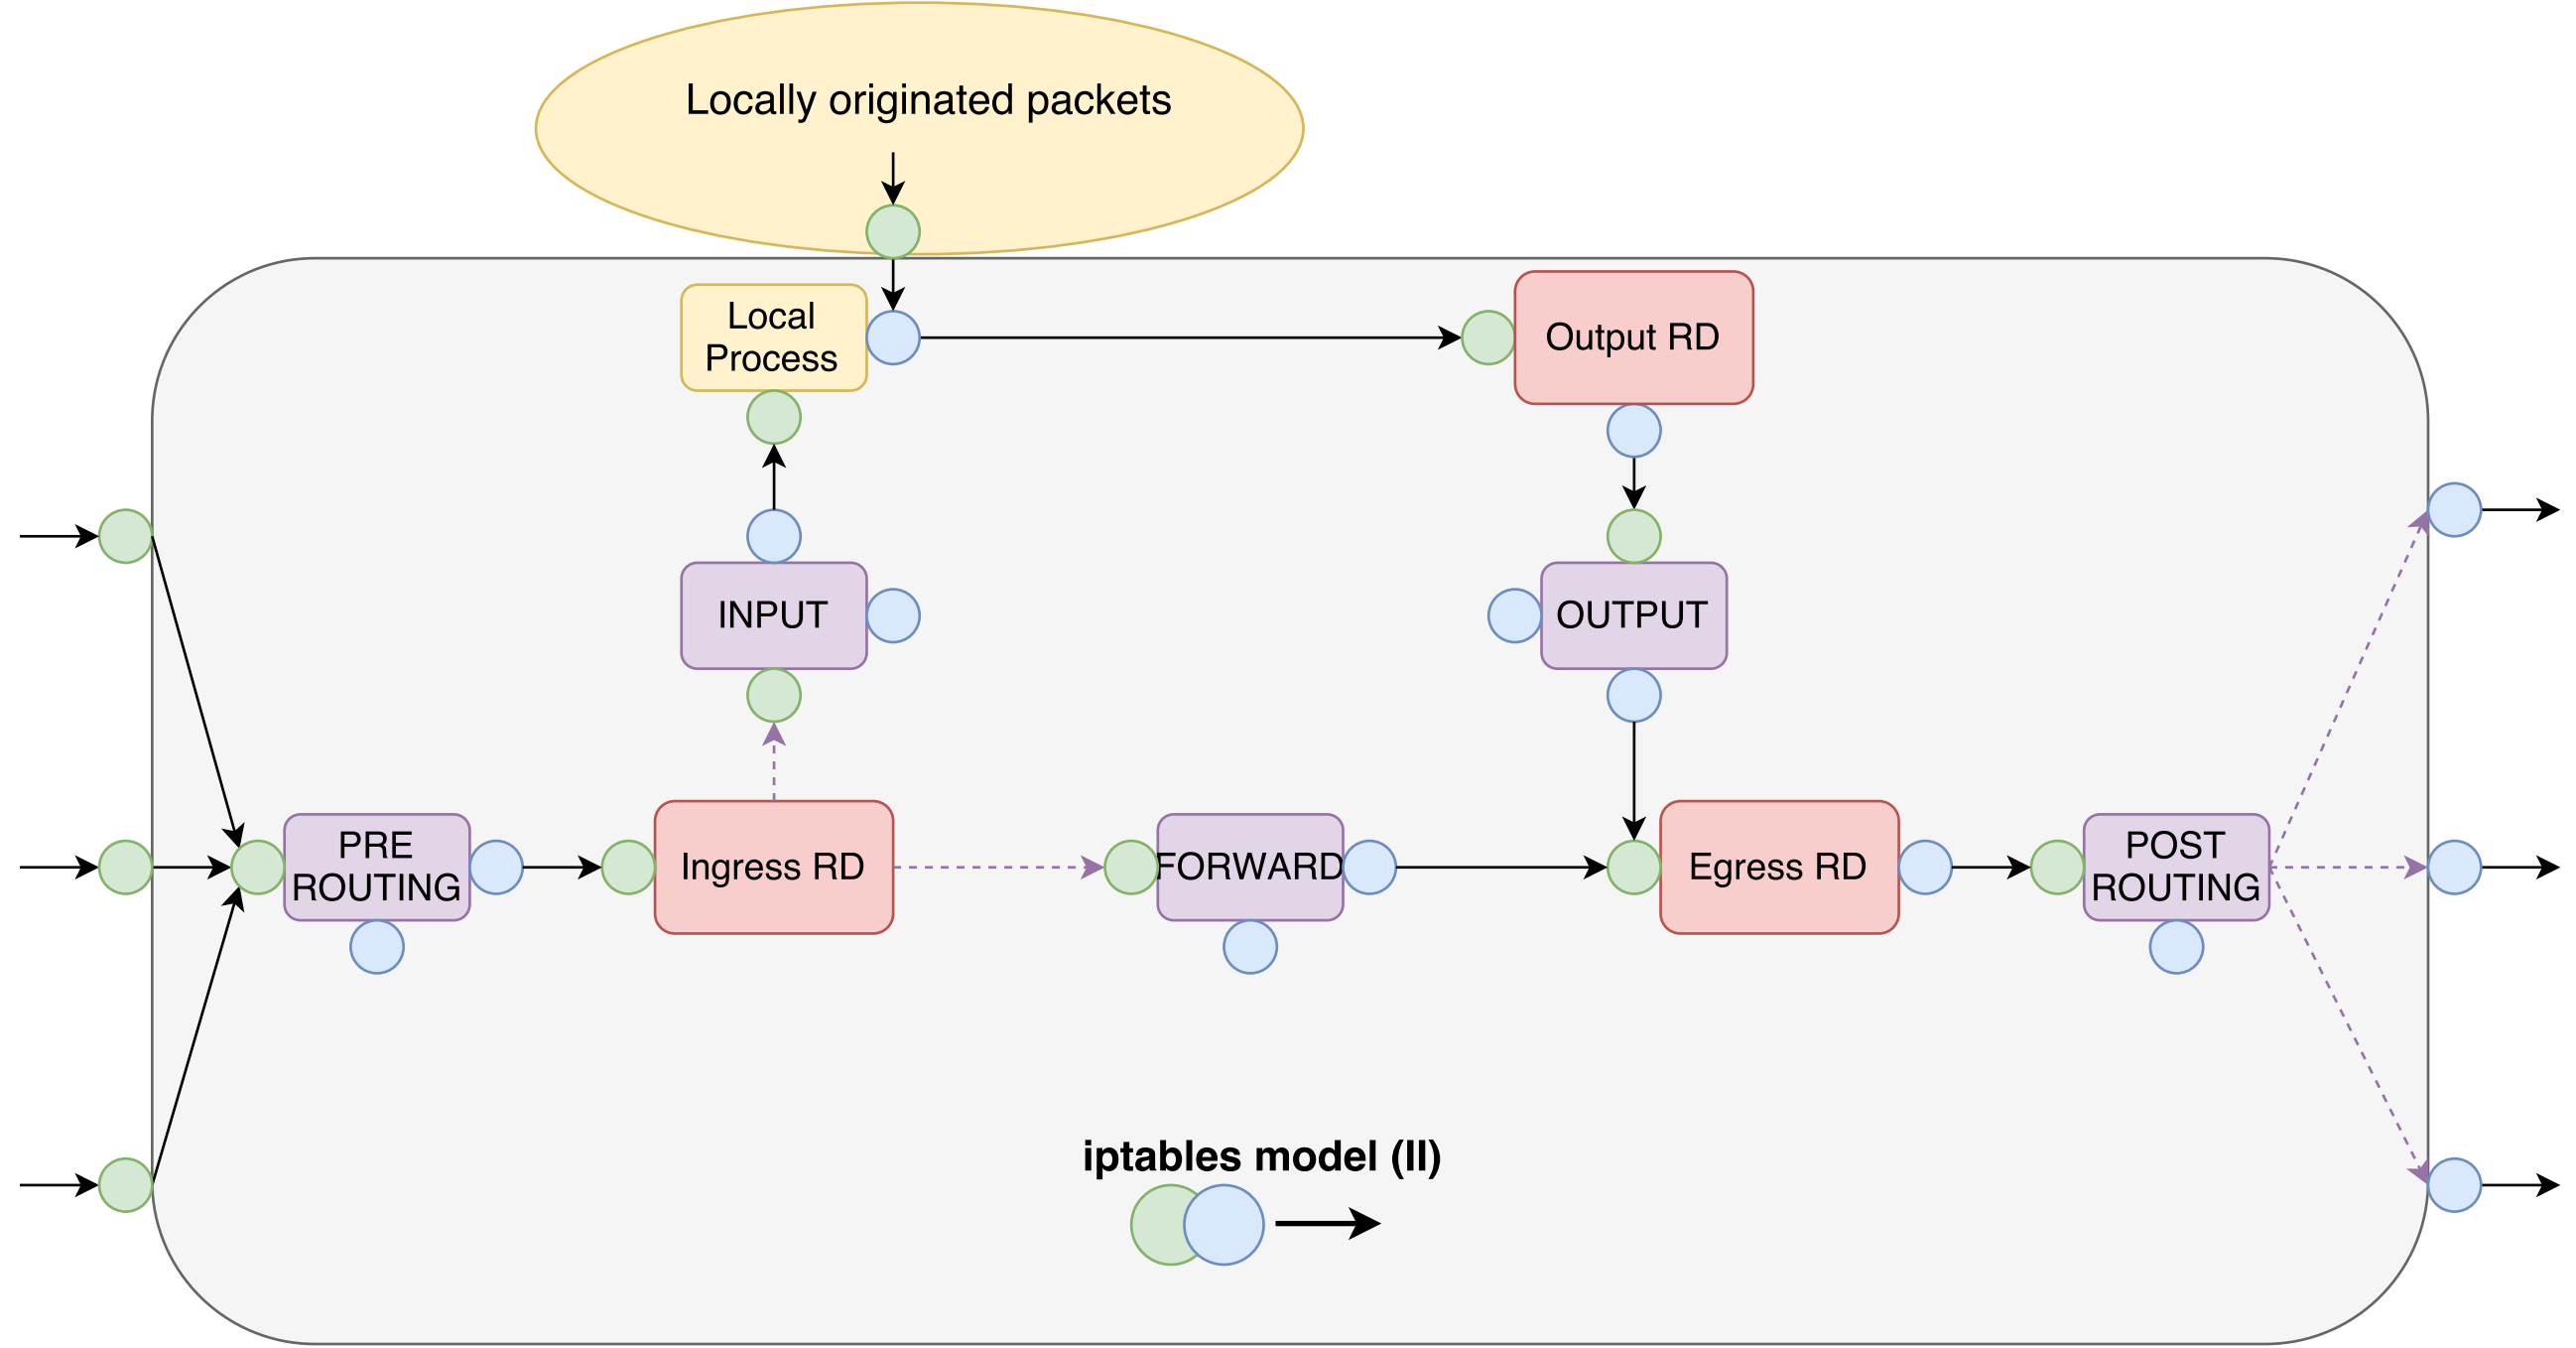 Locally originated packets
Local
Process
Output RD
INPUT
OUTPUT
PRE
ROUTING
Ingress RD
FORWARD
Egress RD
POST
ROUTING
iptables model (II)